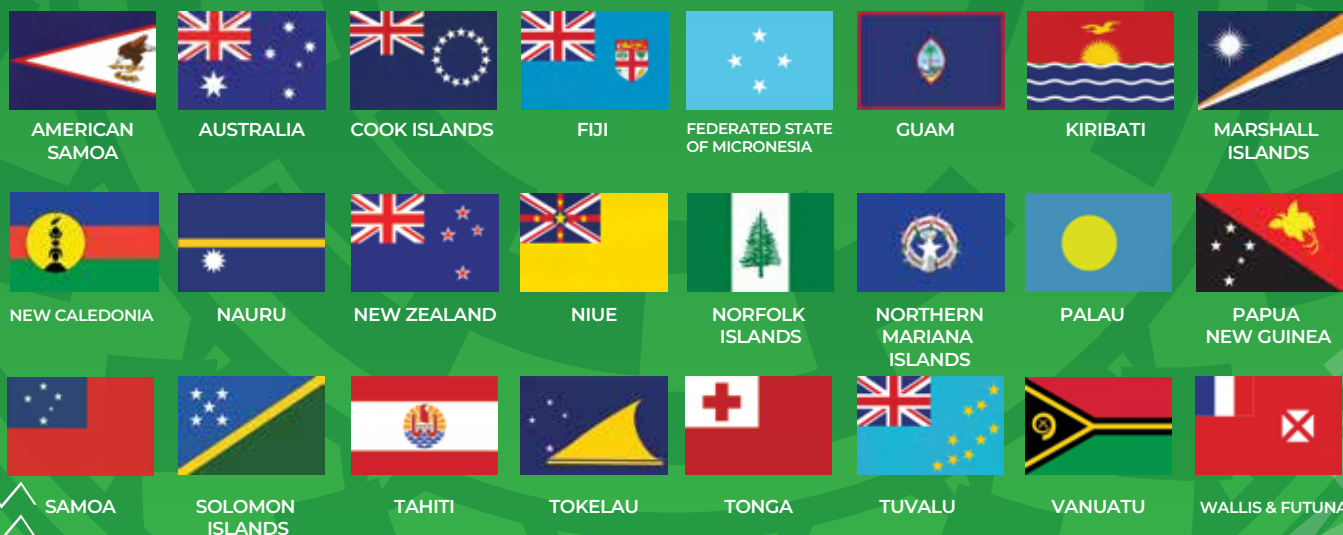 AMERICAN
SAMOA
AUSTRALIA
COOK ISLANDS
FIJI
FEDERATED STATE
OF MICRONESIA
GUAM
KIRIBATI
MARSHALL
ISLANDS
NEW CALEDONIA
NAURU
NEW ZEALAND
NIUE
NORFOLK
ISLANDS
NORTHERN
MARIANA
ISLANDS
PALAU
PAPUA
NEW GUINEA
SAMOA
SOLOMON
ISLANDS
TAHITI
TOKELAU
TONGA
TUVALU
VANUATU
WALLIS & FUTUNA